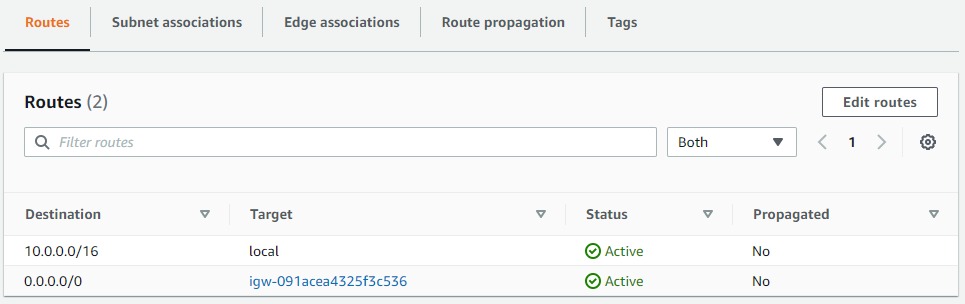 Routes Subnet associations Edge associations Route propagation Tags
Routes (2) Edit routes
Filter routes Both 1
Destination Target Status Propagated
10.0.0.0/16 local Active No
0.0.0.0/0 igw-091acea4325f3c536 Active No